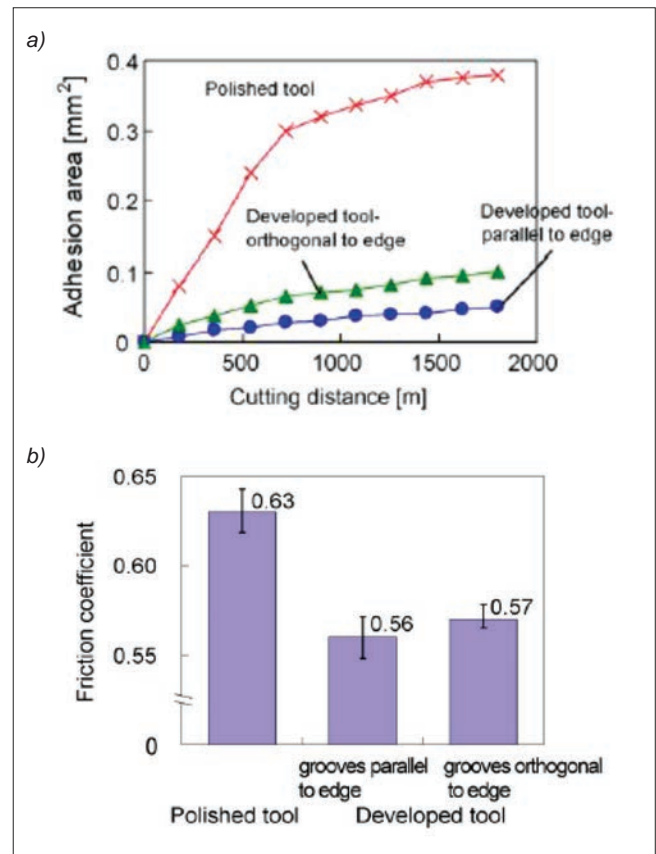 a)
Adhesion area [mm²]
0.4
0.3
0.2
0.1
0
Polished tool
Developed tool-
orthogonal to edge
Developed tool-
parallel to edge
0 500 1000 1500 2000
Cutting distance [m]
b)
Friction coefficient
0.65
0.60
0.55
0
0.63
0.56
0.57
grooves parallel
to edge
grooves orthogonal
to edge
Polished tool
Developed tool